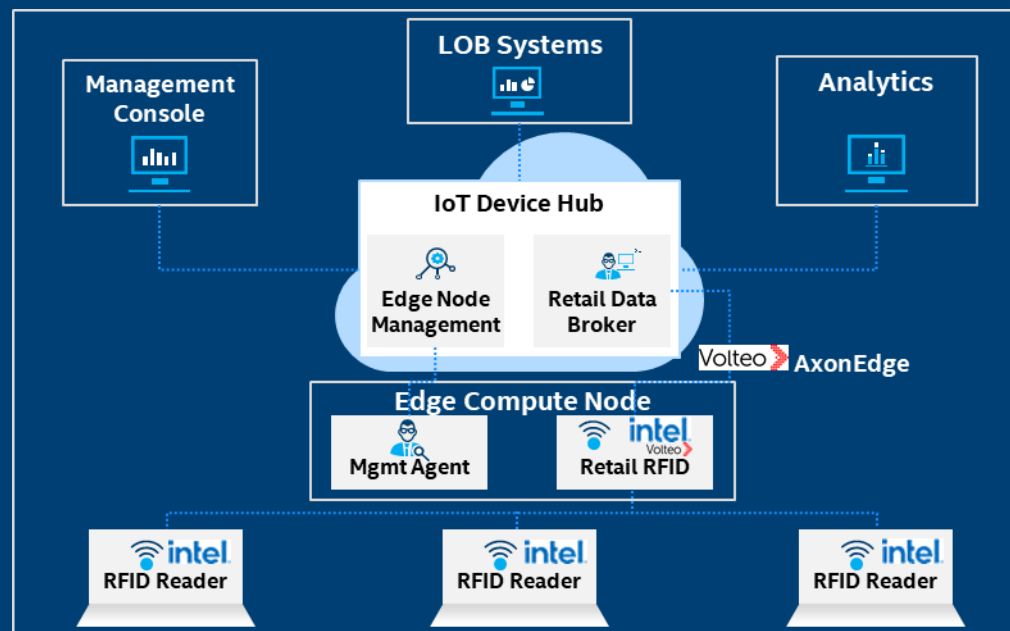 LOB Systems
Management
Console
Analytics
IoT Device Hub
Edge Node
Management
Retail Data
Broker
Volteo AxonEdge
Edge Compute Node
Mgmt Agent
intel
Volteo
Retail RFID
intel
RFID Reader
intel
RFID Reader
intel
RFID Reader